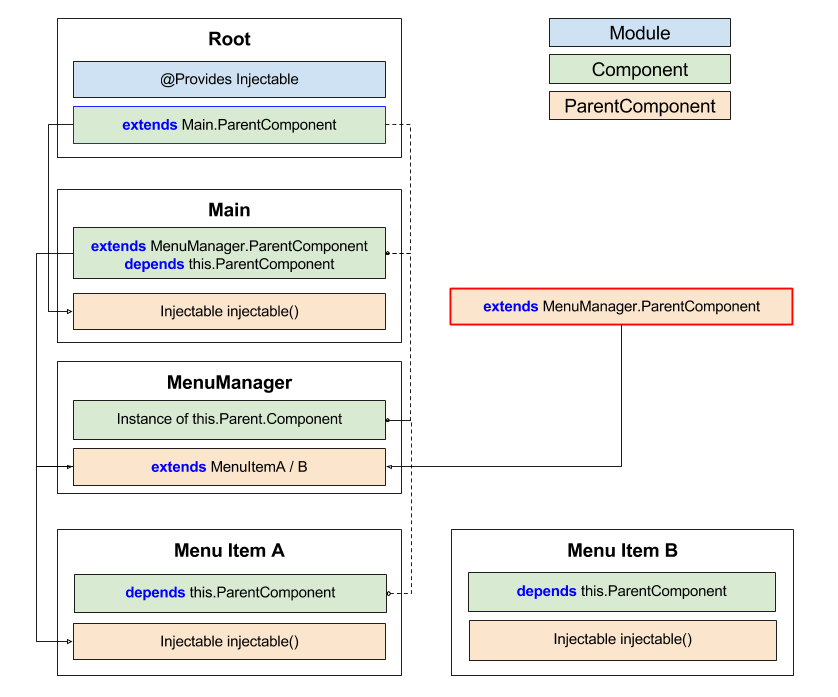 Root
@Provides Injectable
extends Main.ParentComponent
Module
Component
ParentComponent
Main
extends MenuManager.ParentComponent
depends this.ParentComponent
Injectable injectable()
extends MenuManager.ParentComponent
MenuManager
Instance of this.Parent.Component
extends MenuItemA / B
Menu Item A
depends this.ParentComponent
Injectable injectable()
Menu Item B
depends this.ParentComponent
Injectable injectable()